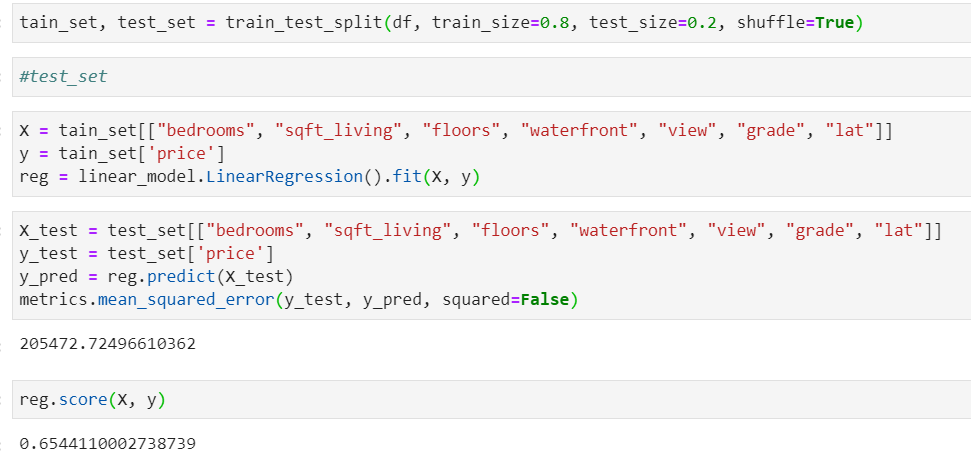 tain_set, test_set = train_test_split(df, train_size=0.8, test_size=0.2, shuffle=True)
#test_set
X = tain_set[["bedrooms", "sqft_living", "floors", "waterfront", "view", "grade", "lat"]]
y = tain_set['price']
reg = linear_model.LinearRegression().fit(X, y)
X_test = test_set[["bedrooms", "sqft_living", "floors", "waterfront", "view", "grade", "lat"]]
y_test = test_set['price']
y_pred = reg.predict(X_test)
metrics.mean_squared_error(y_test, y_pred, squared=False)
205472.72496610362
reg.score(X, y)
0.6544110002738739